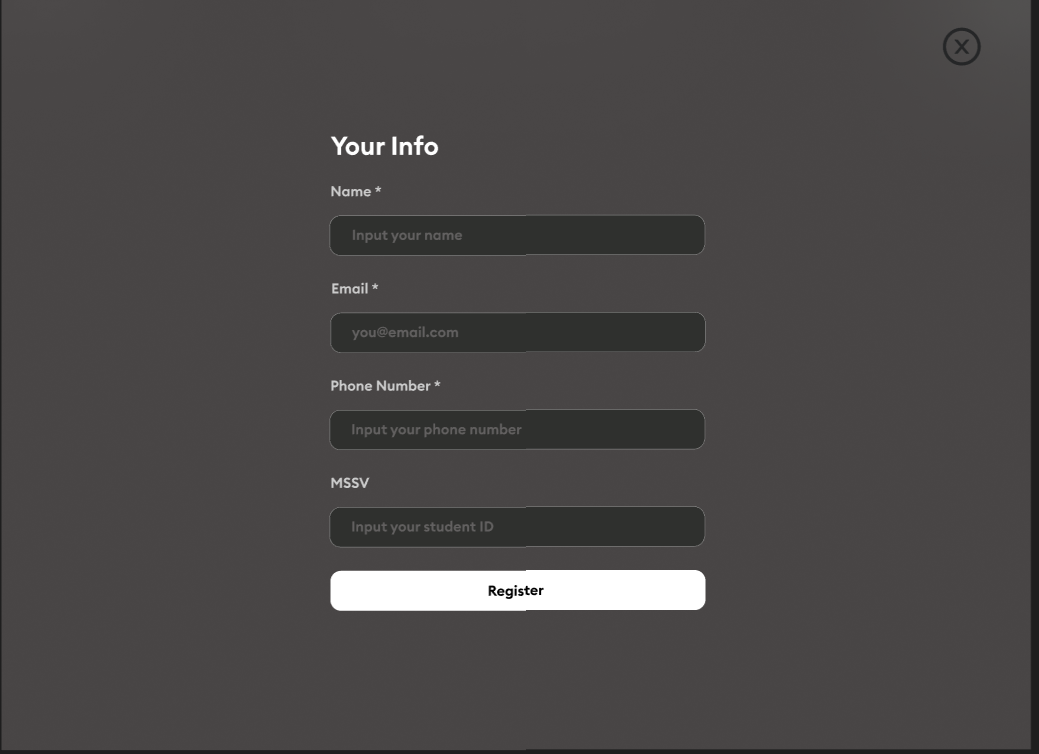 X
Your Info
Name *
Input your name
Email *
you@email.com
Phone Number *
Input your phone number
MSSV
Input your student ID
Register